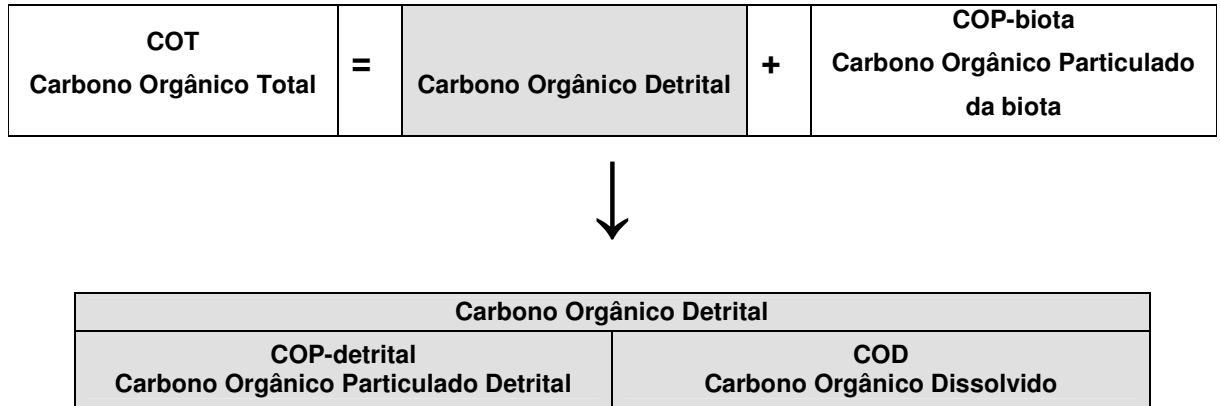 COT
Carbono Orgânico Total
=
Carbono Orgânico Detrital
+
COP-biota
Carbono Orgânico Particulado
da biota
↓
Carbono Orgânico Detrital
COP-detrital
Carbono Orgânico Particulado Detrital
COD
Carbono Orgânico Dissolvido